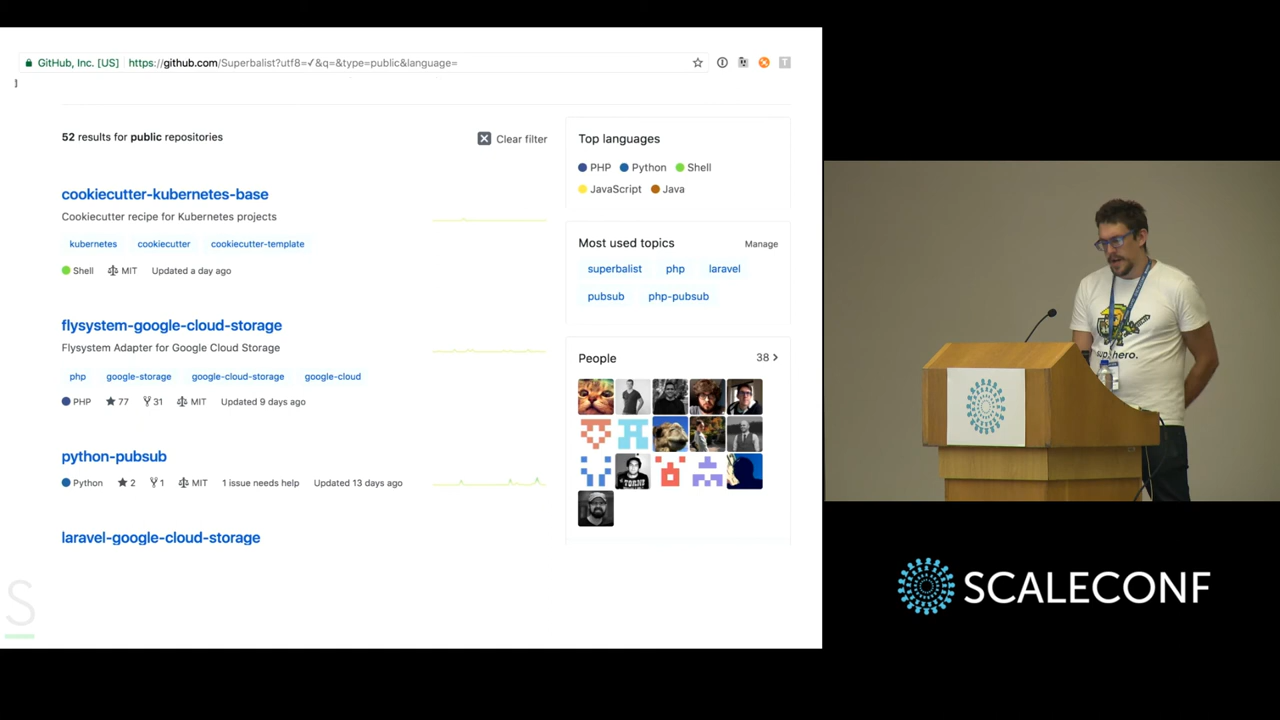 GitHub, Inc. [US] https://github.com/Superbalist?utf8=✓&q=&type=public&language=
52 results for public repositories
Clear filter
cookiecutter-kubernetes-base
Cookiecutter recipe for Kubernetes projects
kubernetes cookiecutter cookiecutter-template
Shell MIT Updated a day ago
flysystem-google-cloud-storage
Flysystem Adapter for Google Cloud Storage
php google-storage google-cloud-storage google-cloud
PHP 77 31 MIT Updated 9 days ago
python-pubsub
Python 2 1 MIT 1 issue needs help Updated 13 days ago
laravel-google-cloud-storage
Top languages
PHP Python Shell
JavaScript Java
Most used topics Manage
superbalist php laravel
pubsub php-pubsub
People 38
S
SCALECONF